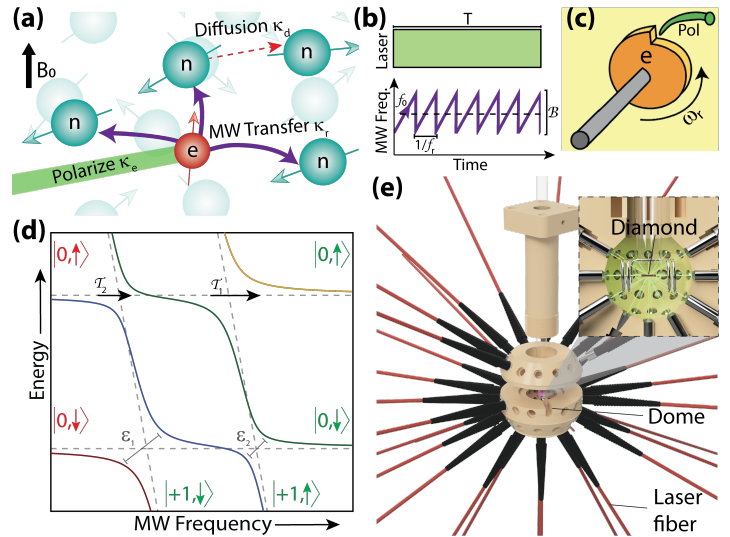 (a)
Diffusion κd
n
n
B₀
n
MW Transfer κr
e
n
Polarize κe
(b)
T
Laser
MW Freq.
f₀
ℬ
1/fr
Time
(c)
Pol
e
ωr
(d)
|0,↑⟩
|0,↑⟩
𝒯₂
𝒯₁
Energy
|0,↓⟩
|0,↓⟩
ε₁
ε₂
|+1,↓⟩
|+1,↑⟩
MW Frequency
(e)
Diamond
Dome
Laser
fiber